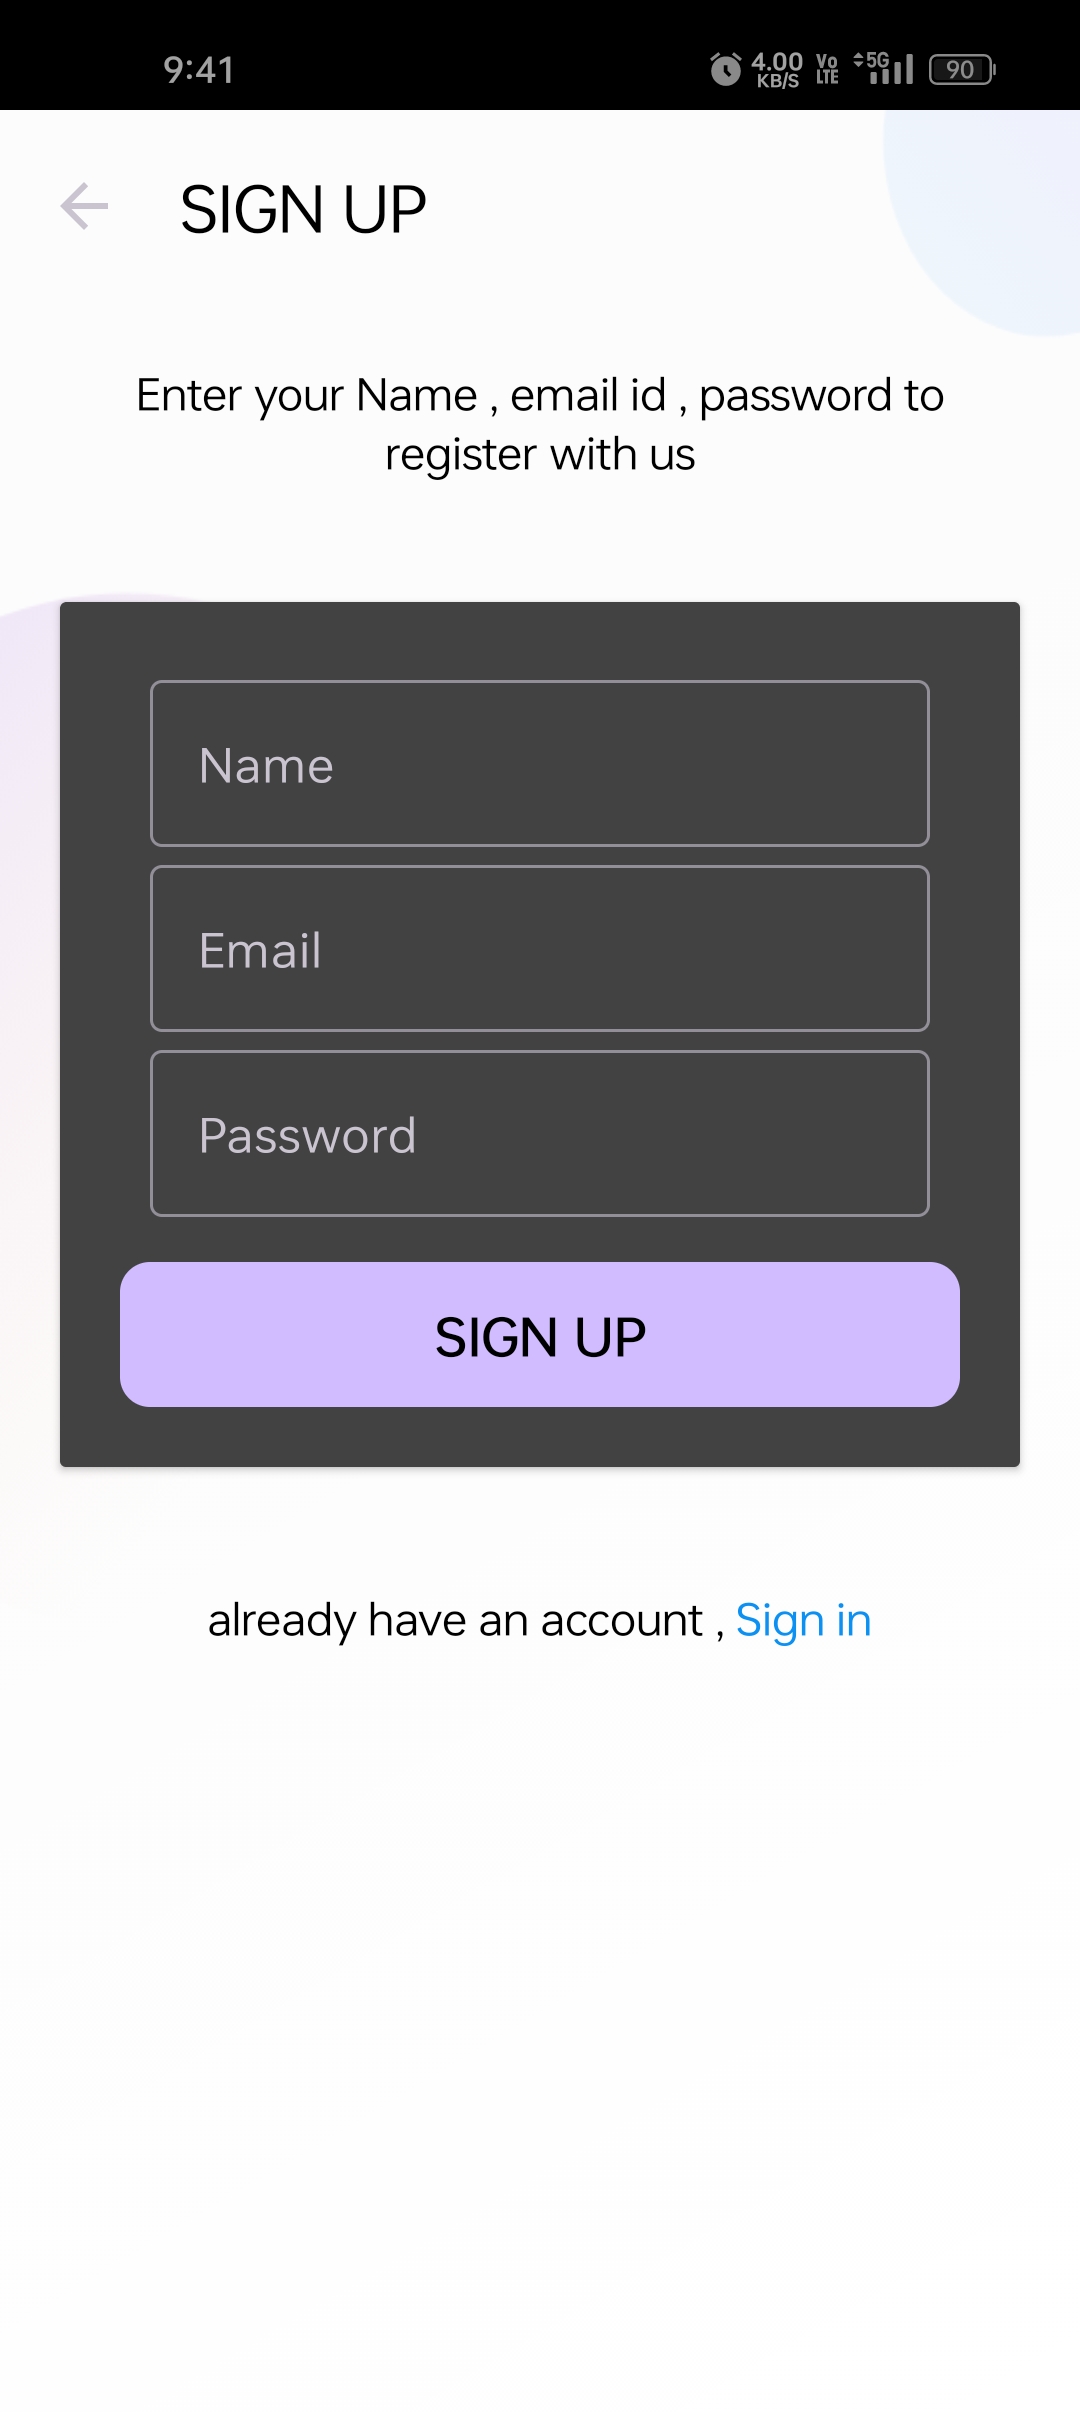 9:41
4.00
KB/S
Vo
LTE
5G
90
SIGN UP
Enter your Name , email id , password to
register with us
Name
Email
Password
SIGN UP
already have an account , Sign in